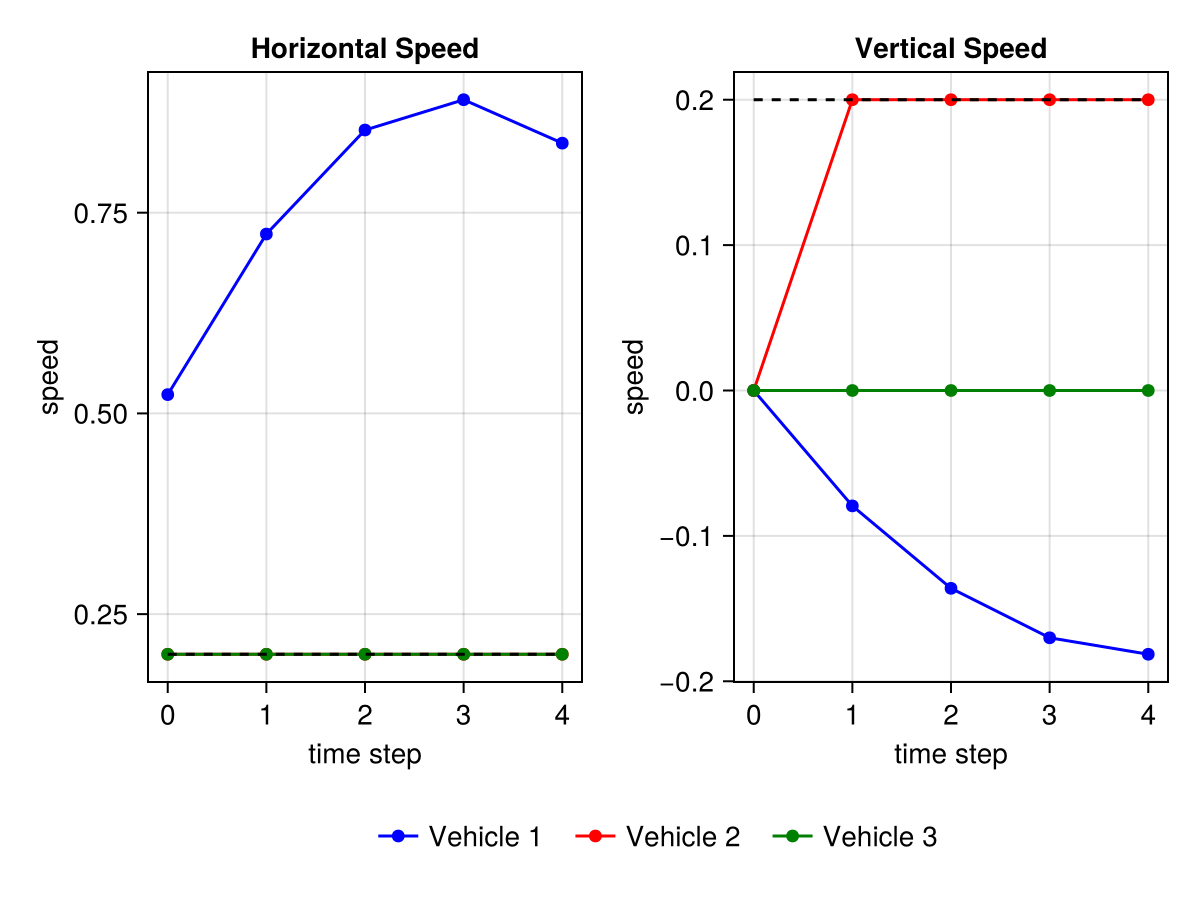 Horizontal Speed
speed
0.75
0.50
0.25
0
1
2
3
4
time step
Vertical Speed
speed
0.2
0.1
0.0
−0.1
−0.2
0
1
2
3
4
time step
Vehicle 1
Vehicle 2
Vehicle 3